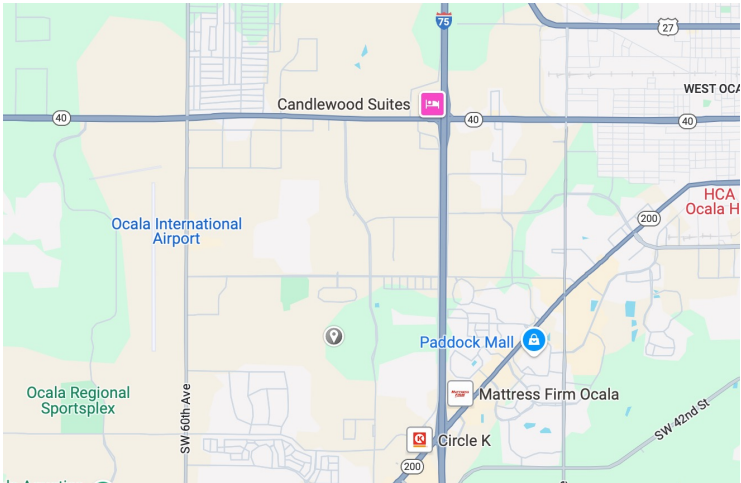 75
27
WEST OCA
Candlewood Suites
40
40
40
HCA
Ocala H
200
Ocala International
Airport
Paddock Mall
Ocala Regional
Sportsplex
SW 60th Ave
Mattress Firm Ocala
SW 42nd St
Circle K
200